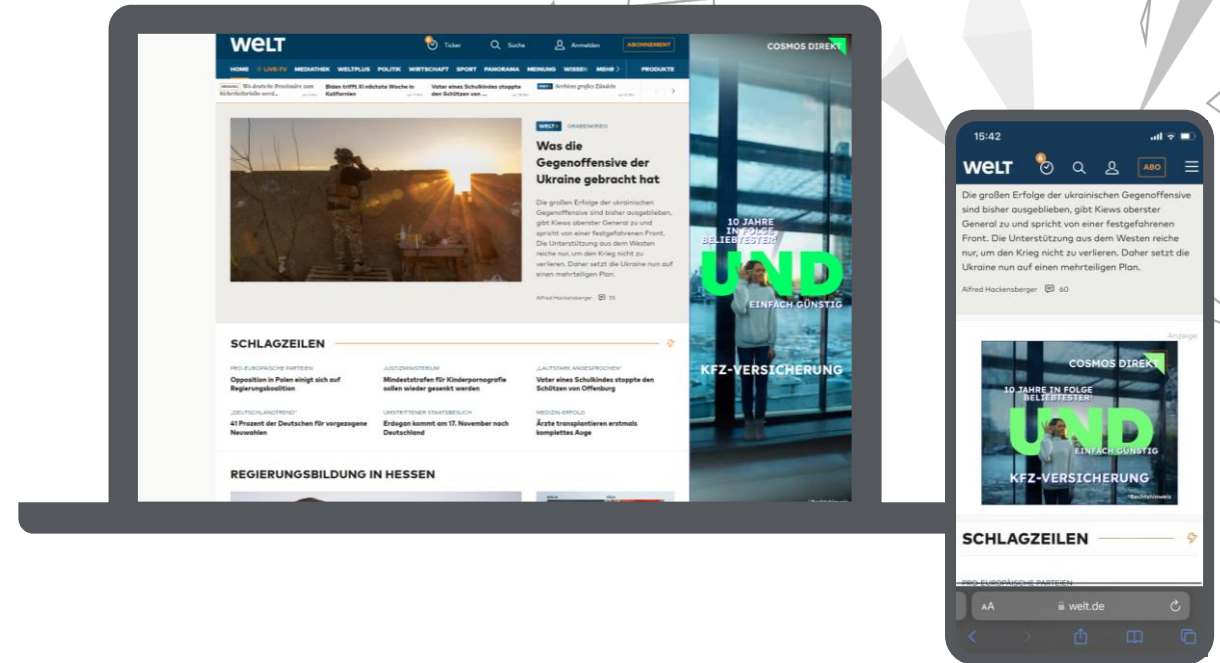 WELT
Ticker
Suche
Anmelden
ABONNEMENT
HOME LIVE-TV MEDIATHEK WELTPLUS POLITIK WIRTSCHAFT SPORT PANORAMA MEINUNG WISSEN MEHR PRODUKTE
Biden trifft Xi nächste Woche in
Kalifornien
Vater eines Schulkindes stoppte
den Schützen von ...
Serbiens großes Zündeln
WELT+ GRABENKRIEG
Was die
Gegenoffensive der
Ukraine gebracht hat
Die großen Erfolge der ukrainischen
Gegenoffensive sind bisher ausgeblieben,
gibt Kiews oberster General zu und
spricht von einer festgefahrenen Front.
Die Unterstützung aus dem Westen
reiche nur, um den Krieg nicht zu
verlieren. Daher setzt die Ukraine nun auf
einen mehrteiligen Plan.
Alfred Hackensberger
SCHLAGZEILEN
PRO-EUROPÄISCHE PARTEIEN
Opposition in Polen einigt sich auf
Regierungskoalition
JUSTIZMINISTERIUM
Mindeststrafen für Kinderpornografie
sollen wieder gesenkt werden
„LAUTSTARK ANGESPROCHEN“
Vater eines Schulkindes stoppte den
Schützen von Offenburg
„DEUTSCHLANDTREND“
41 Prozent der Deutschen für vorgezogene
Neuwahlen
UMSTRITTENER STAATSBESUCH
Erdogan kommt am 17. November nach
Deutschland
MEDIZIN-ERFOLG
Ärzte transplantieren erstmals
komplettes Auge
REGIERUNGSBILDUNG IN HESSEN
COSMOS DIREKT
10 JAHRE
IN FOLGE
BELIEBTESTER¹
UND
EINFACH GÜNSTIG
KFZ-VERSICHERUNG
15:42
WELT
6
ABO
Die großen Erfolge der ukrainischen Gegenoffensive
sind bisher ausgeblieben, gibt Kiews oberster
General zu und spricht von einer festgefahrenen
Front. Die Unterstützung aus dem Westen reiche
nur, um den Krieg nicht zu verlieren. Daher setzt die
Ukraine nun auf einen mehrteiligen Plan.
Alfred Hackensberger 60
Anzeige
COSMOS DIREKT
10 JAHRE IN FOLGE
BELIEBTESTER¹
UND
EINFACH GÜNSTIG
KFZ-VERSICHERUNG
¹Rechtshinweis
SCHLAGZEILEN
PRO-EUROPÄISCHE PARTEIEN
AA
welt.de